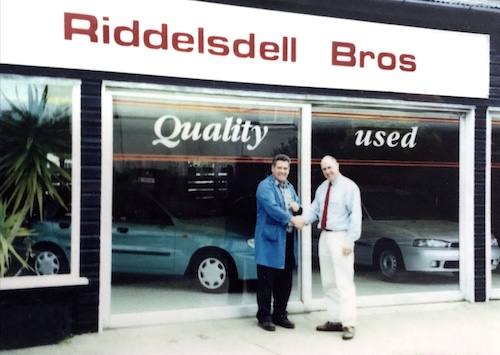 Riddelsdell Bros
Quality used